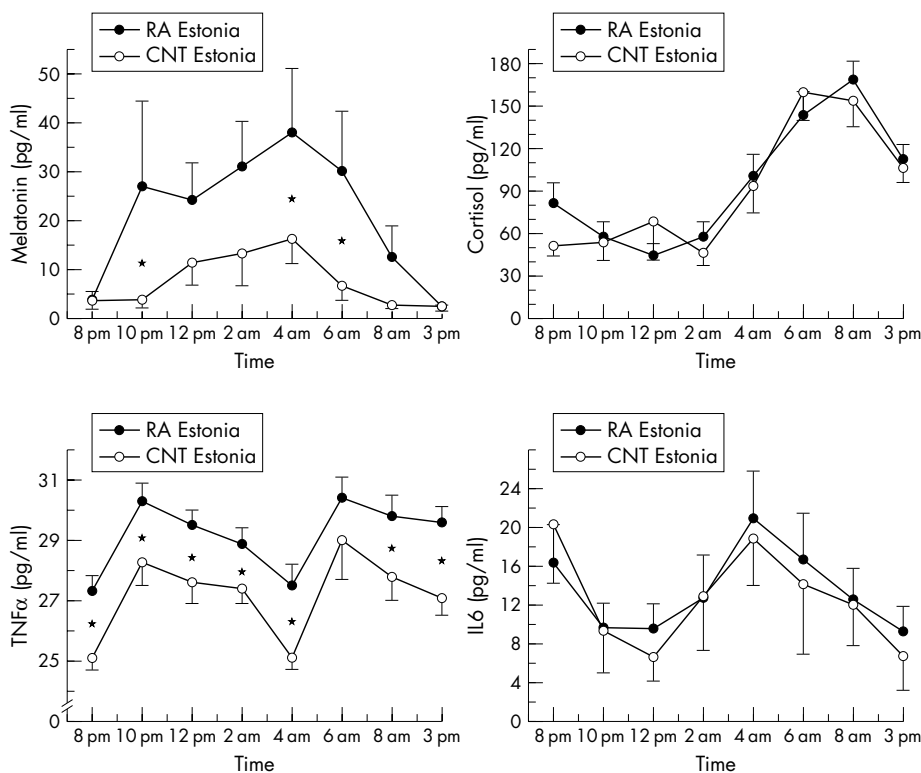 RA Estonia
CNT Estonia
Melatonin (pg/ml)
50
40
30
20
10
0
8 pm 10 pm 12 pm 2 am 4 am 6 am 8 am 3 pm
Time
RA Estonia
CNT Estonia
Cortisol (pg/ml)
180
150
120
90
60
30
0
8 pm 10 pm 12 pm 2 am 4 am 6 am 8 am 3 pm
Time
RA Estonia
CNT Estonia
TNFα (pg/ml)
31
29
27
25
0
8 pm 10 pm 12 pm 2 am 4 am 6 am 8 am 3 pm
Time
RA Estonia
CNT Estonia
IL6 (pg/ml)
24
20
16
12
8
4
0
8 pm 10 pm 12 pm 2 am 4 am 6 am 8 am 3 pm
Time